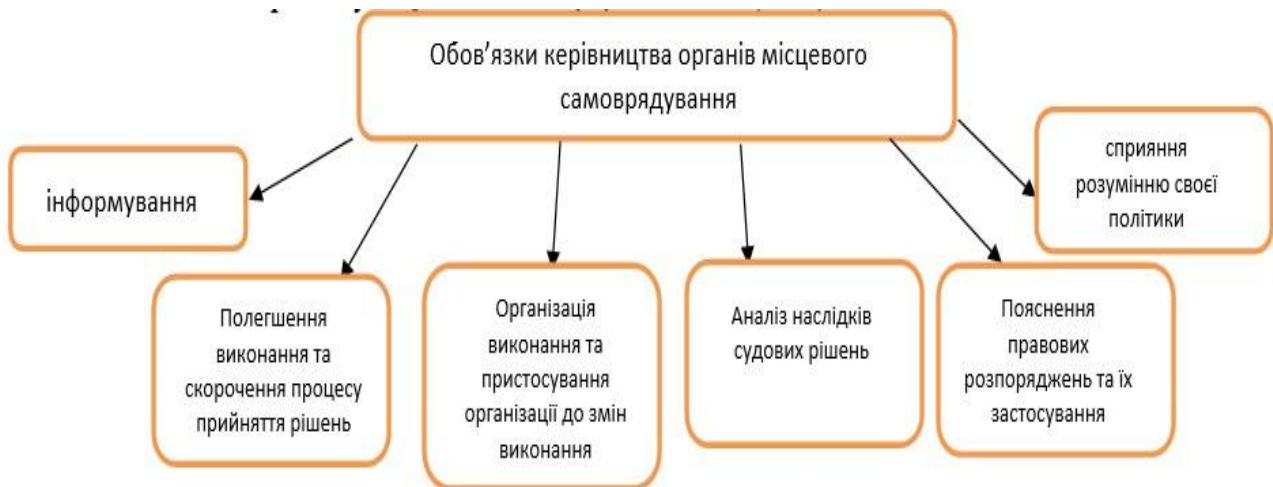 Обов’язки керівництва органів місцевого
самоврядування
інформування
сприяння
розумінню своєї
політики
Полегшення
виконання та
скорочення процесу
прийняття рішень
Організація
виконання та
пристосування
організації до змін
виконання
Аналіз наслідків
судових рішень
Пояснення
правових
розпоряджень та їх
застосування